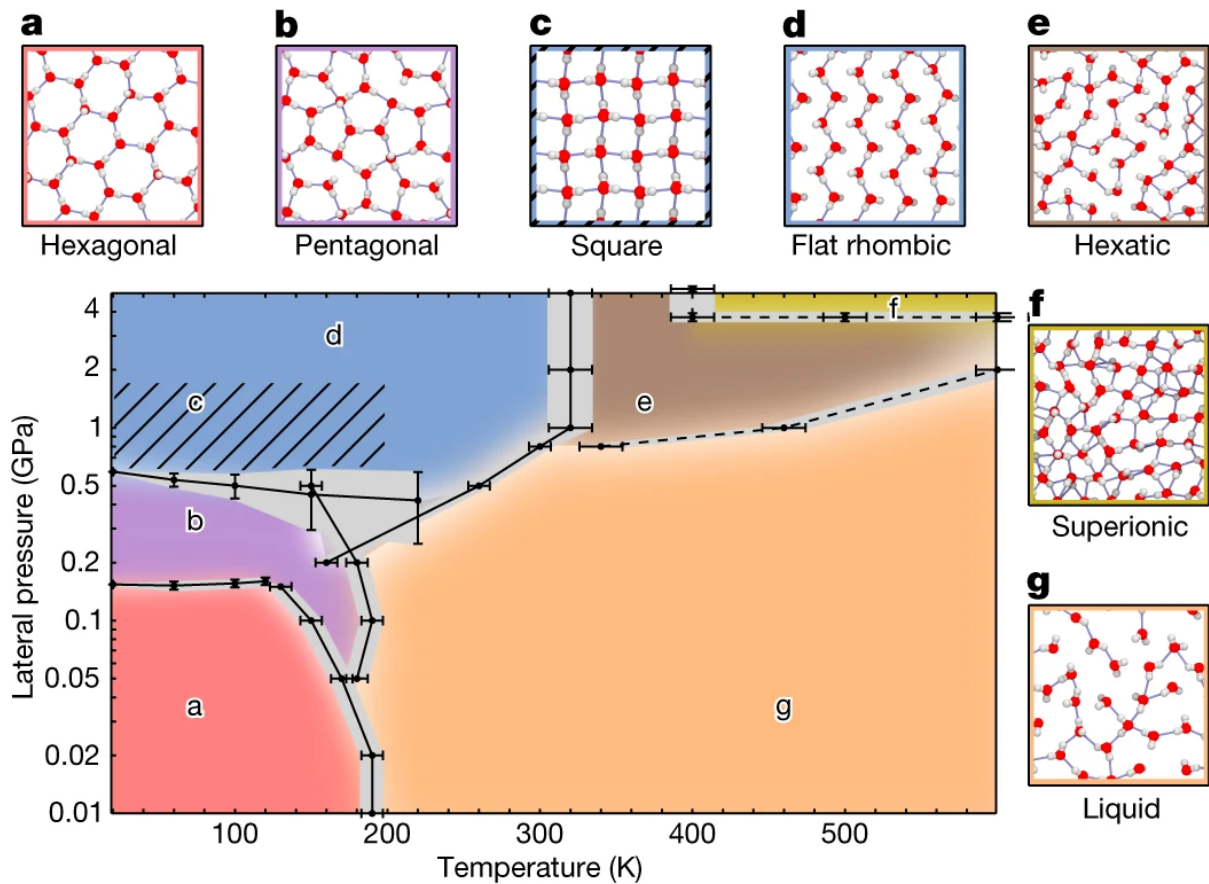 a b c d e
Hexagonal Pentagonal Square Flat rhombic Hexatic
f
Superionic
g
Liquid
Lateral pressure (GPa)
4
2
1
0.5
0.2
0.1
0.05
0.02
0.01
d
f
c
e
b
a
g
100 200 300 400 500
Temperature (K)